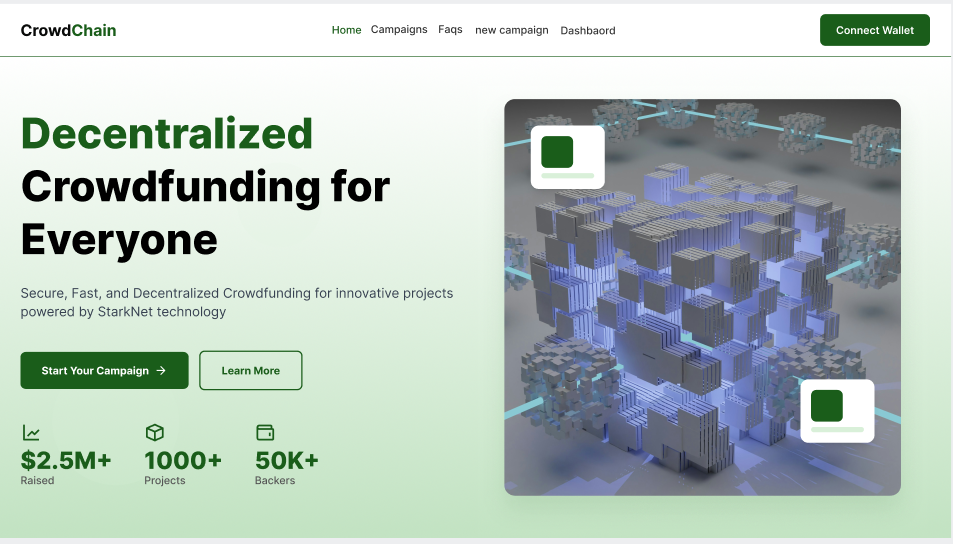 CrowdChain
Home Campaigns Faqs new campaign Dashbaord
Connect Wallet
Decentralized
Crowdfunding for
Everyone
Secure, Fast, and Decentralized Crowdfunding for innovative projects
powered by StarkNet technology
Start Your Campaign →
Learn More
$2.5M+ 1000+ 50K+
Raised Projects Backers